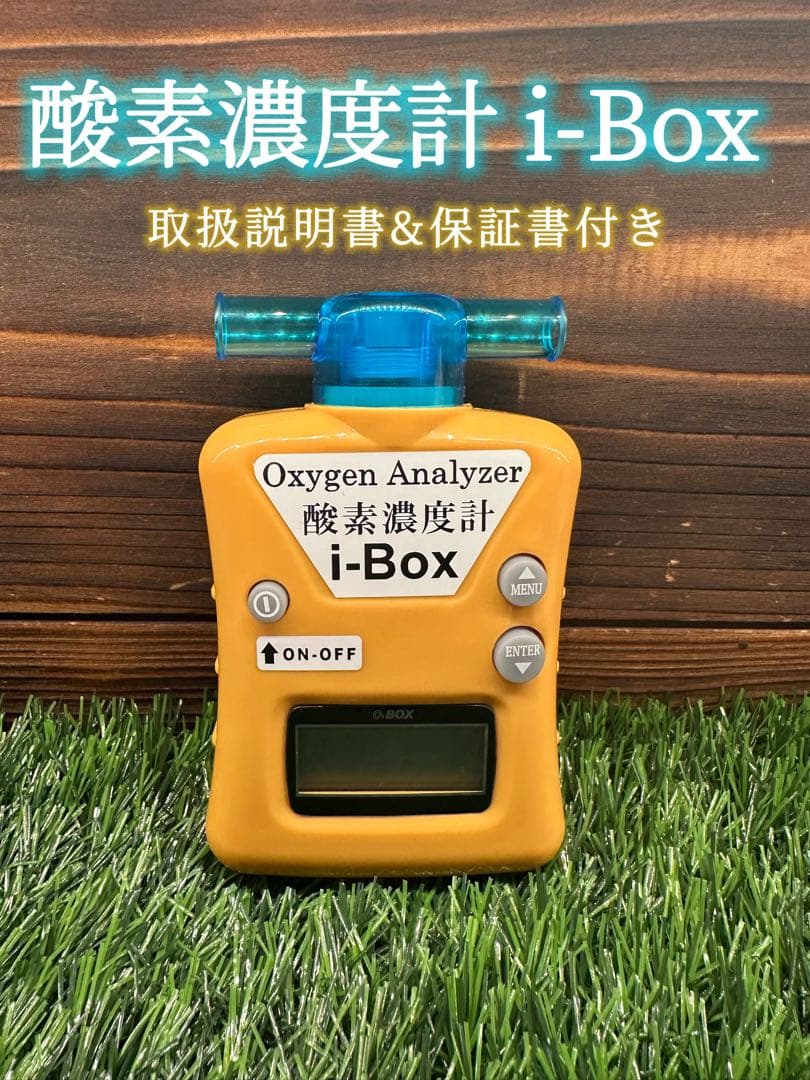 酸素濃度計 i-Box
取扱説明書&保証書付き
Oxygen Analyzer
酸素濃度計
i-Box
MENU
ON-OFF
ENTER
O₂BOX